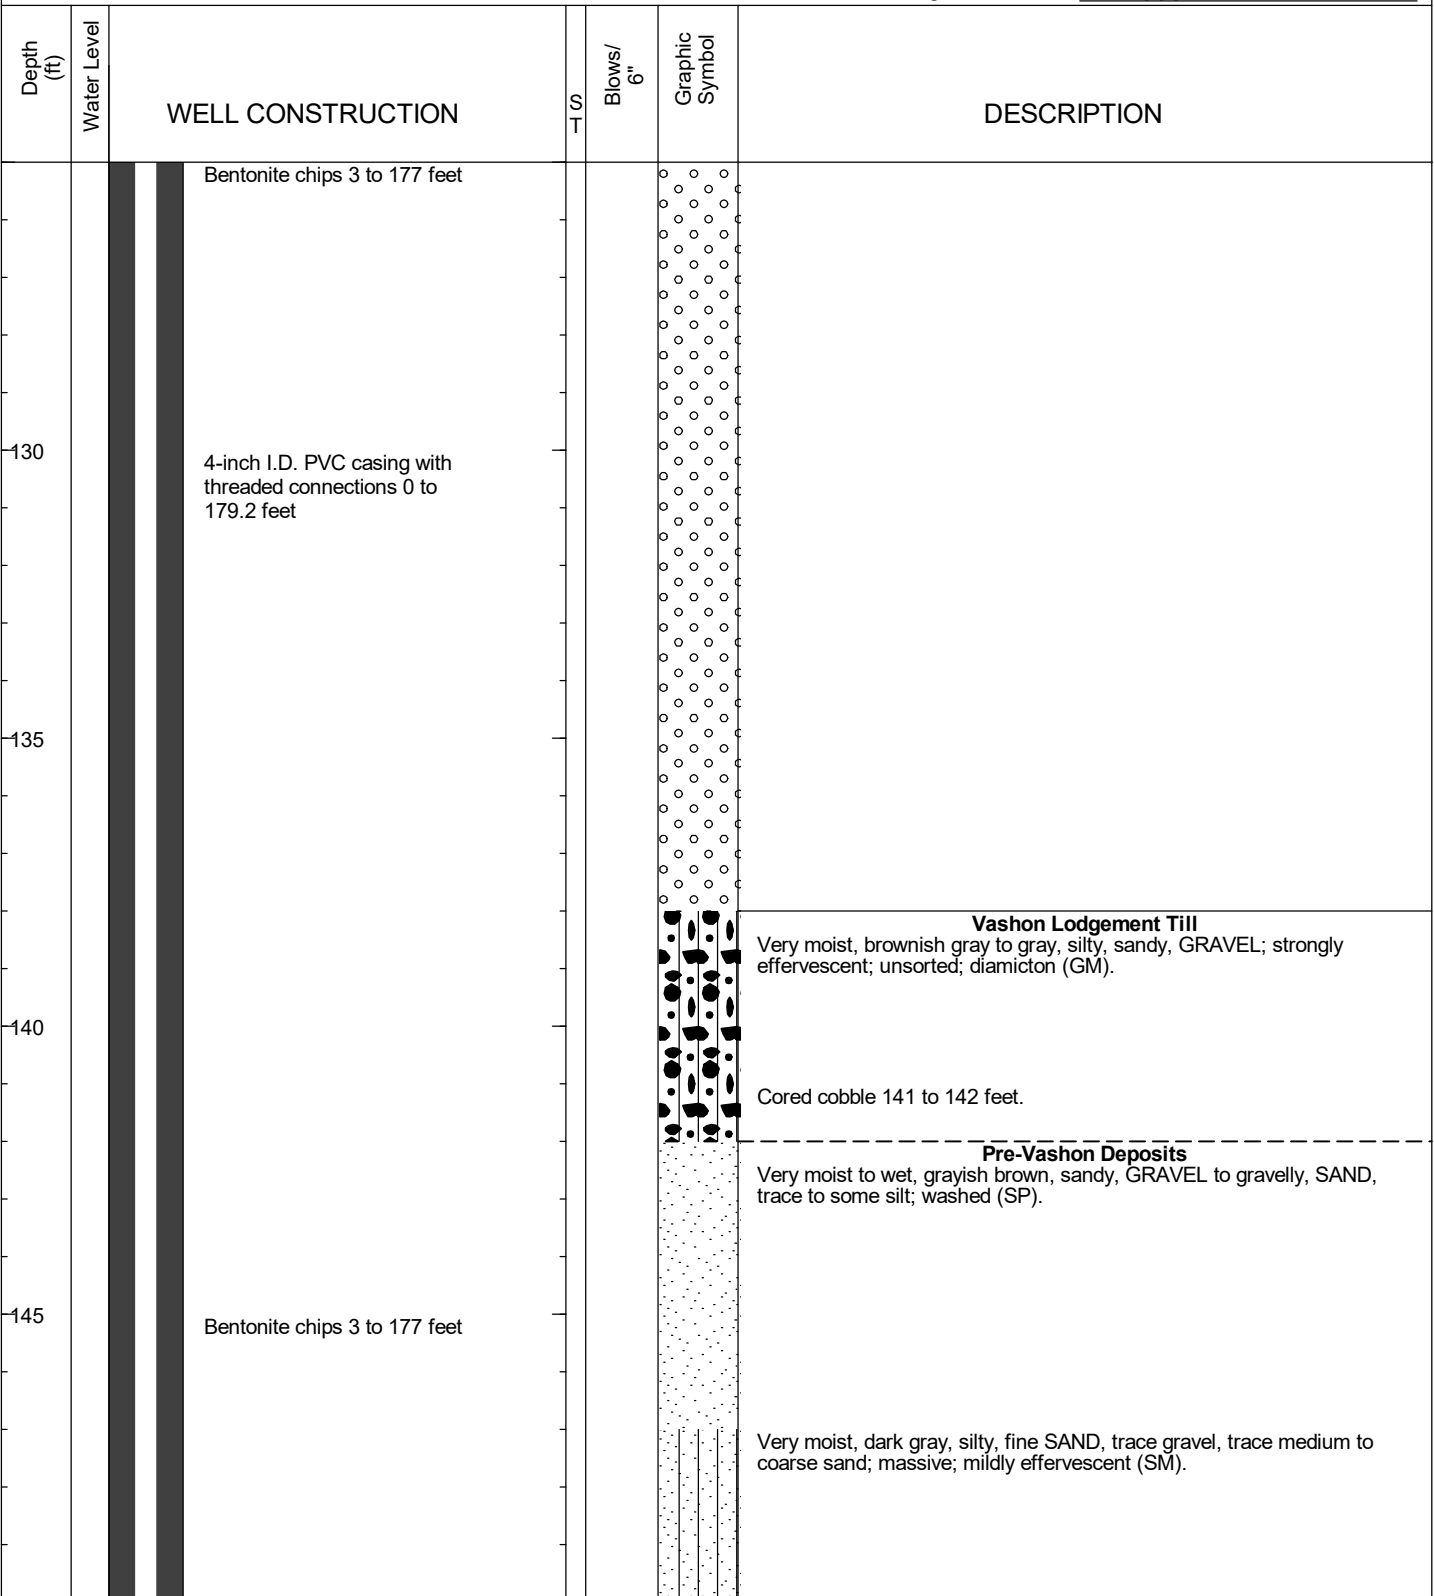 Depth
(ft)
Water Level
WELL CONSTRUCTION
S
T
Blows/
6"
Graphic
Symbol
DESCRIPTION
Bentonite chips 3 to 177 feet
130
4-inch I.D. PVC casing with
threaded connections 0 to
179.2 feet
135
Vashon Lodgement Till
Very moist, brownish gray to gray, silty, sandy, GRAVEL; strongly
effervescent; unsorted; diamicton (GM).
140
Cored cobble 141 to 142 feet.
Pre-Vashon Deposits
Very moist to wet, grayish brown, sandy, GRAVEL to gravelly, SAND,
trace to some silt; washed (SP).
145
Bentonite chips 3 to 177 feet
Very moist, dark gray, silty, fine SAND, trace gravel, trace medium to
coarse sand; massive; mildly effervescent (SM).